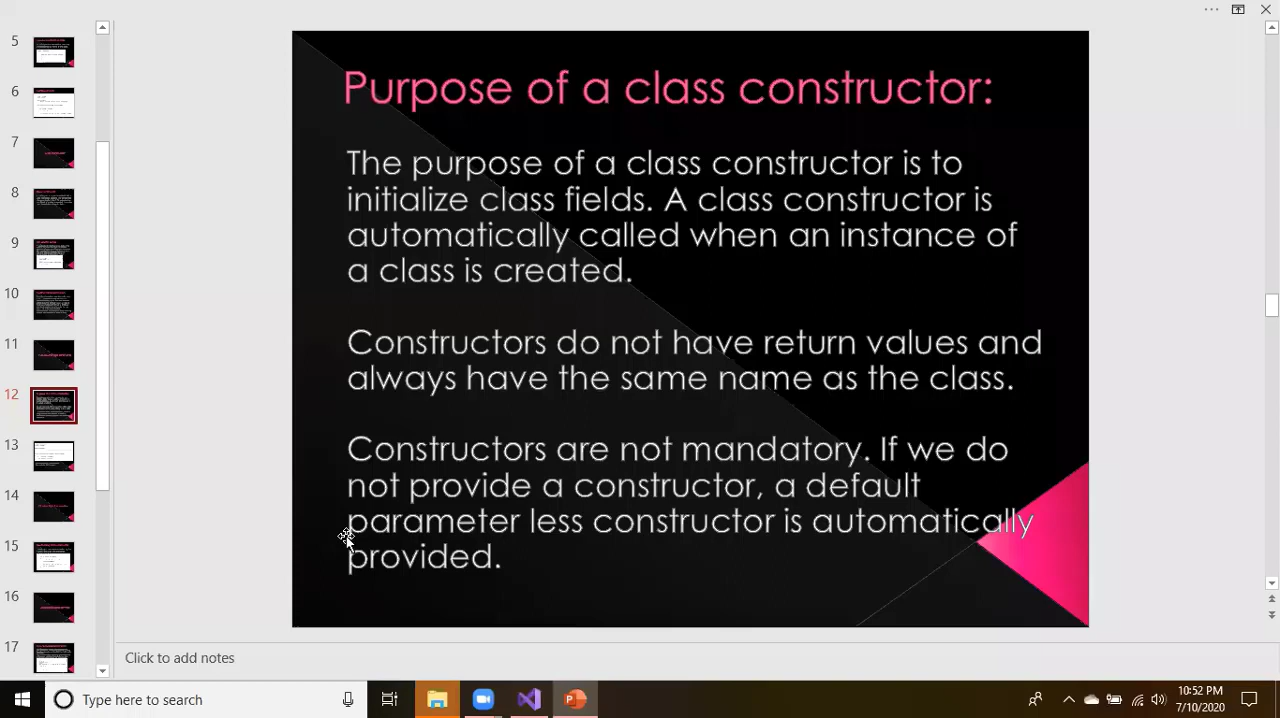 Purpose of a class constructor:
The purpose of a class constructor is to
initialize class fields. A class constructor is
automatically called when an instance of
a class is created.
Constructors do not have return values and
always have the same name as the class.
Constructors are not mandatory. If we do
not provide a constructor, a default
parameter less constructor is automatically
provided.
5
6
7
8
9
10
11
12
13
14
15
16
17
Click to add notes
Type here to search
10:52 PM
7/10/2020